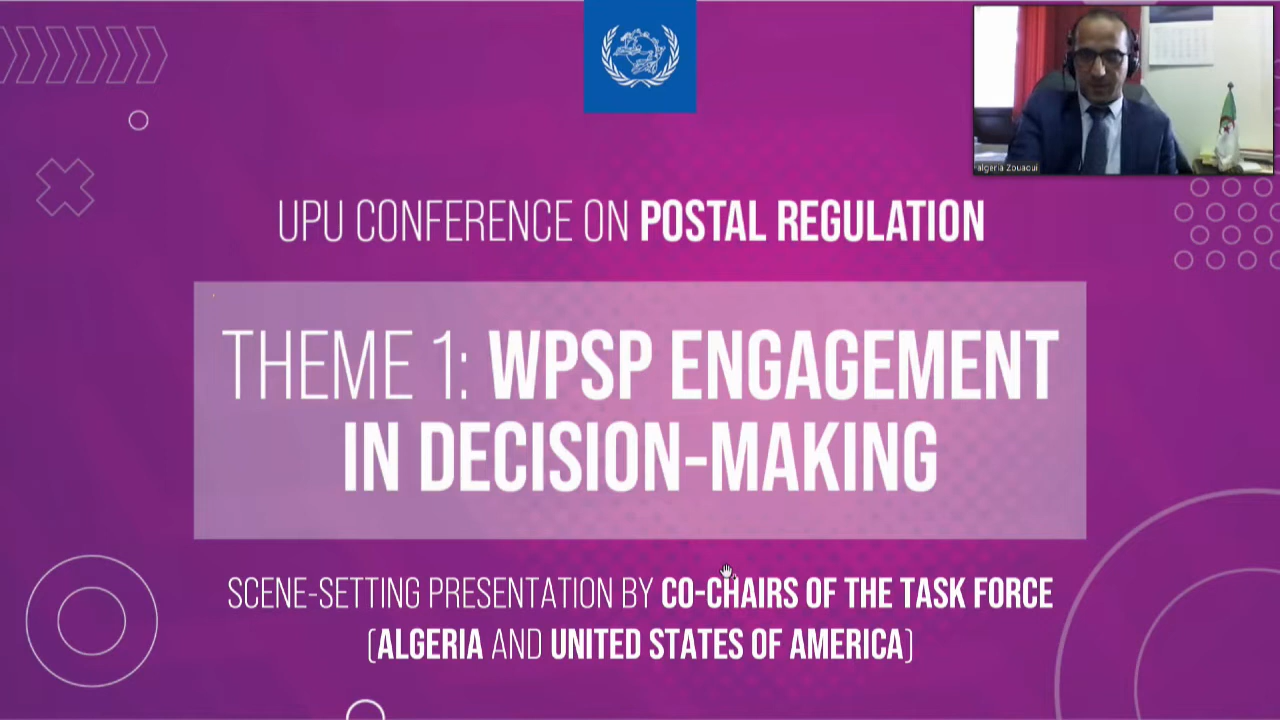 algeria Zouaoui
UPU CONFERENCE ON POSTAL REGULATION
THEME 1: WPSP ENGAGEMENT
IN DECISION-MAKING
SCENE-SETTING PRESENTATION BY CO-CHAIRS OF THE TASK FORCE
(ALGERIA AND UNITED STATES OF AMERICA)